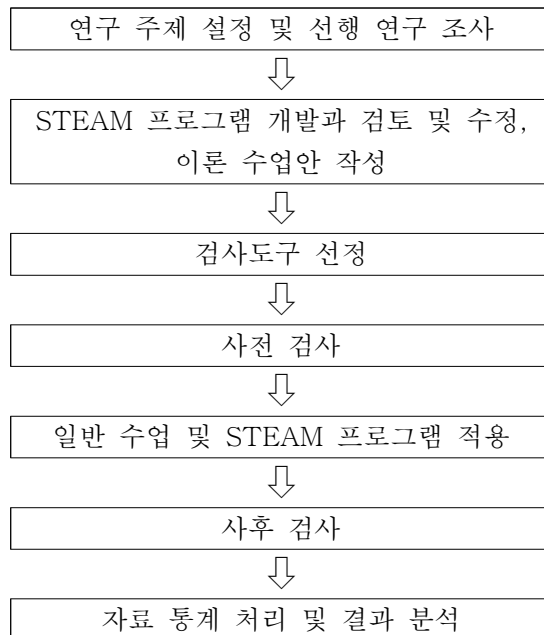 연구 주제 설정 및 선행 연구 조사
STEAM 프로그램 개발과 검토 및 수정,
이론 수업안 작성
검사도구 선정
사전 검사
일반 수업 및 STEAM 프로그램 적용
사후 검사
자료 통계 처리 및 결과 분석